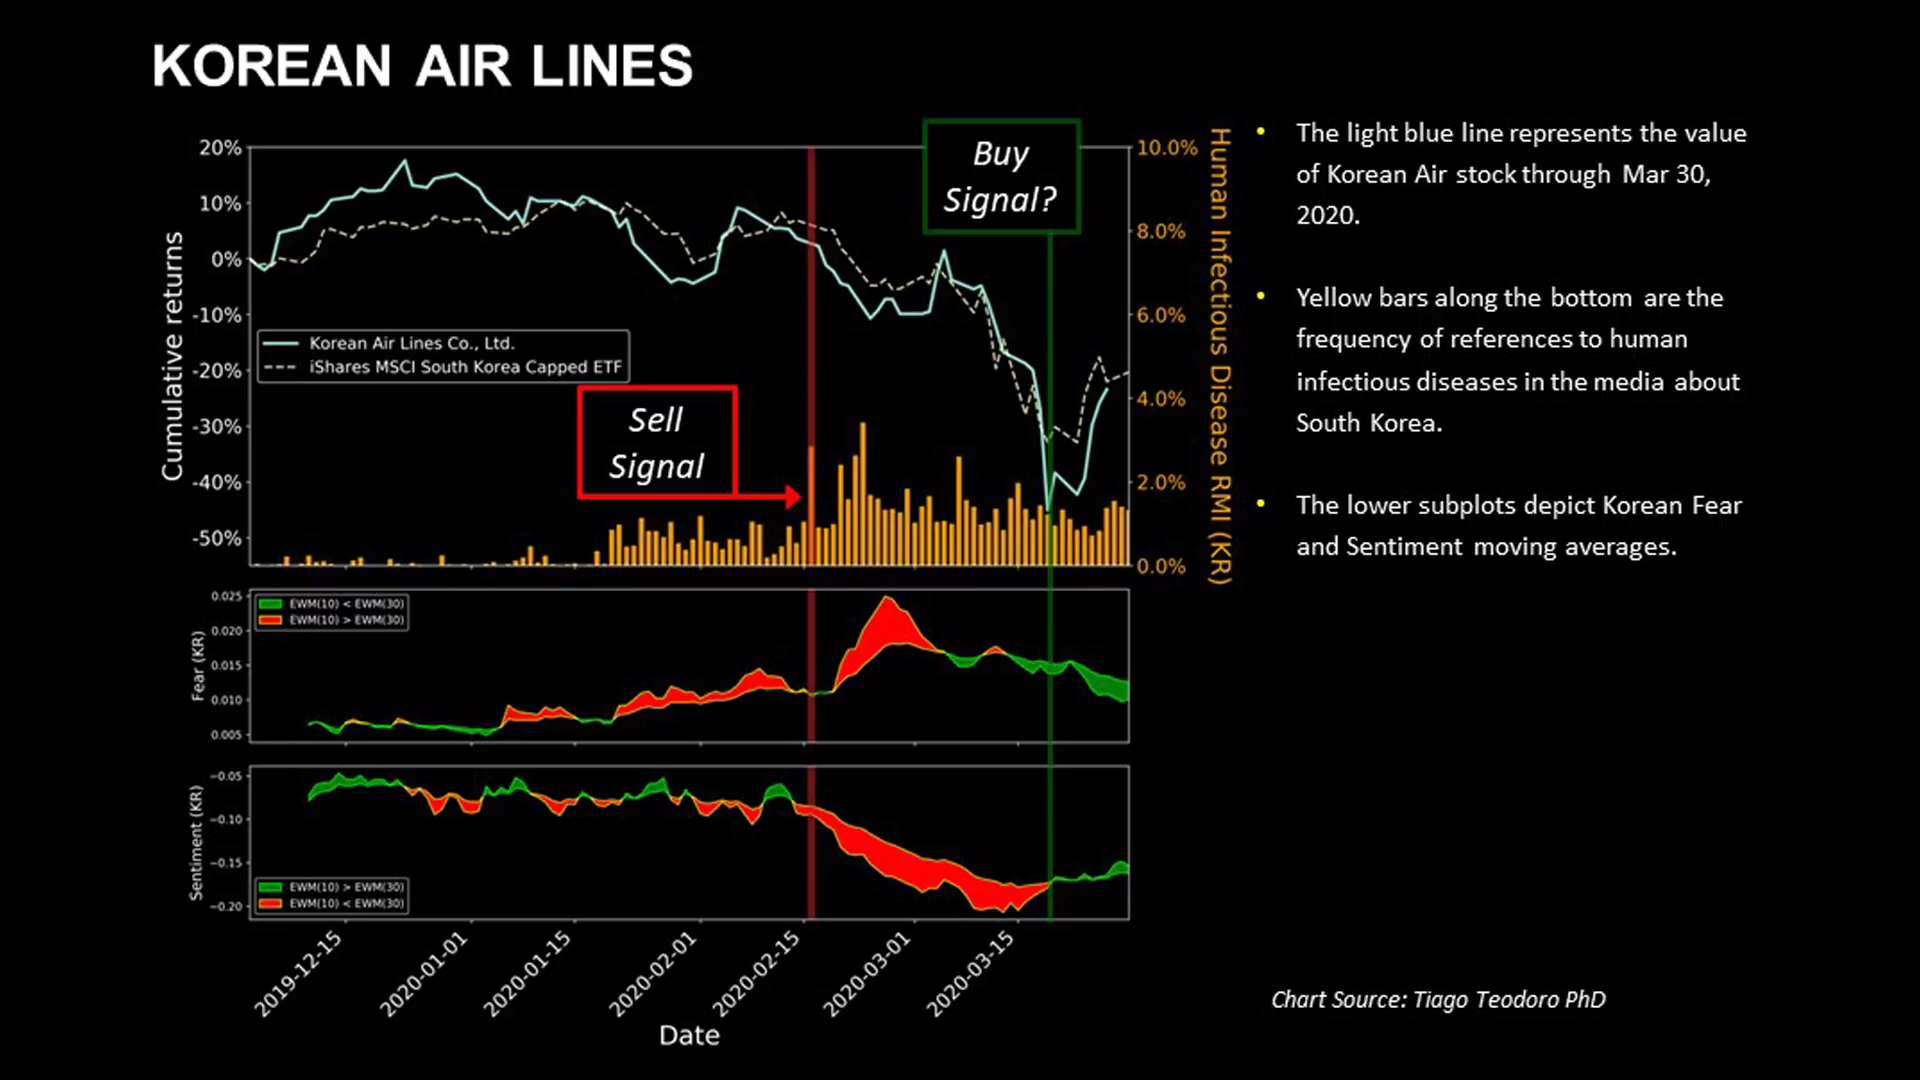 KOREAN AIR LINES
Buy
Signal?
20%
10%
0%
-10%
-20%
-30%
-40%
-50%
Cumulative returns
10.0%
8.0%
6.0%
4.0%
2.0%
0.0%
Human Infectious Disease RMI (KR)
Korean Air Lines Co., Ltd.
iShares MSCI South Korea Capped ETF
Sell
Signal
0.025
0.020
0.015
0.010
0.005
Fear (KR)
EWM(10) < EWM(30)
EWM(10) > EWM(30)
−0.05
−0.10
−0.15
−0.20
Sentiment (KR)
EWM(10) > EWM(30)
EWM(10) < EWM(30)
2019-12-15
2020-01-01
2020-01-15
2020-02-01
2020-02-15
2020-03-01
2020-03-15
Date
• The light blue line represents the value
of Korean Air stock through Mar 30,
2020.
• Yellow bars along the bottom are the
frequency of references to human
infectious diseases in the media about
South Korea.
• The lower subplots depict Korean Fear
and Sentiment moving averages.
Chart Source: Tiago Teodoro PhD